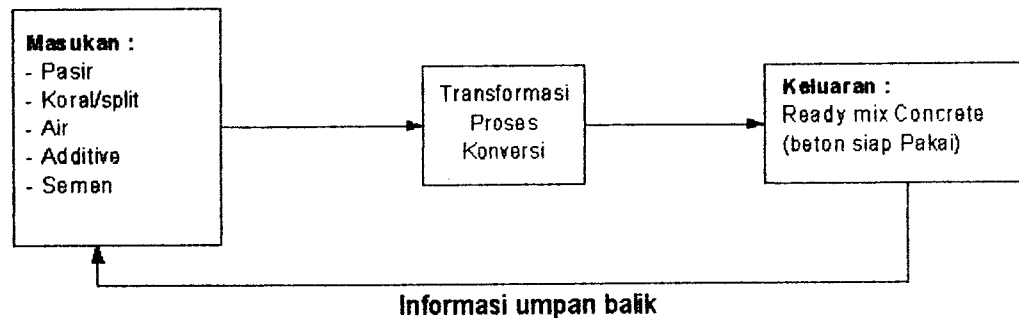 Masukan :
- Pasir
- Koral/split
- Air
- Additive
- Semen
Transformasi
Proses
Konversi
Keluaran :
Ready mix Concrete
(beton siap Pakai)
Informasi umpan balik